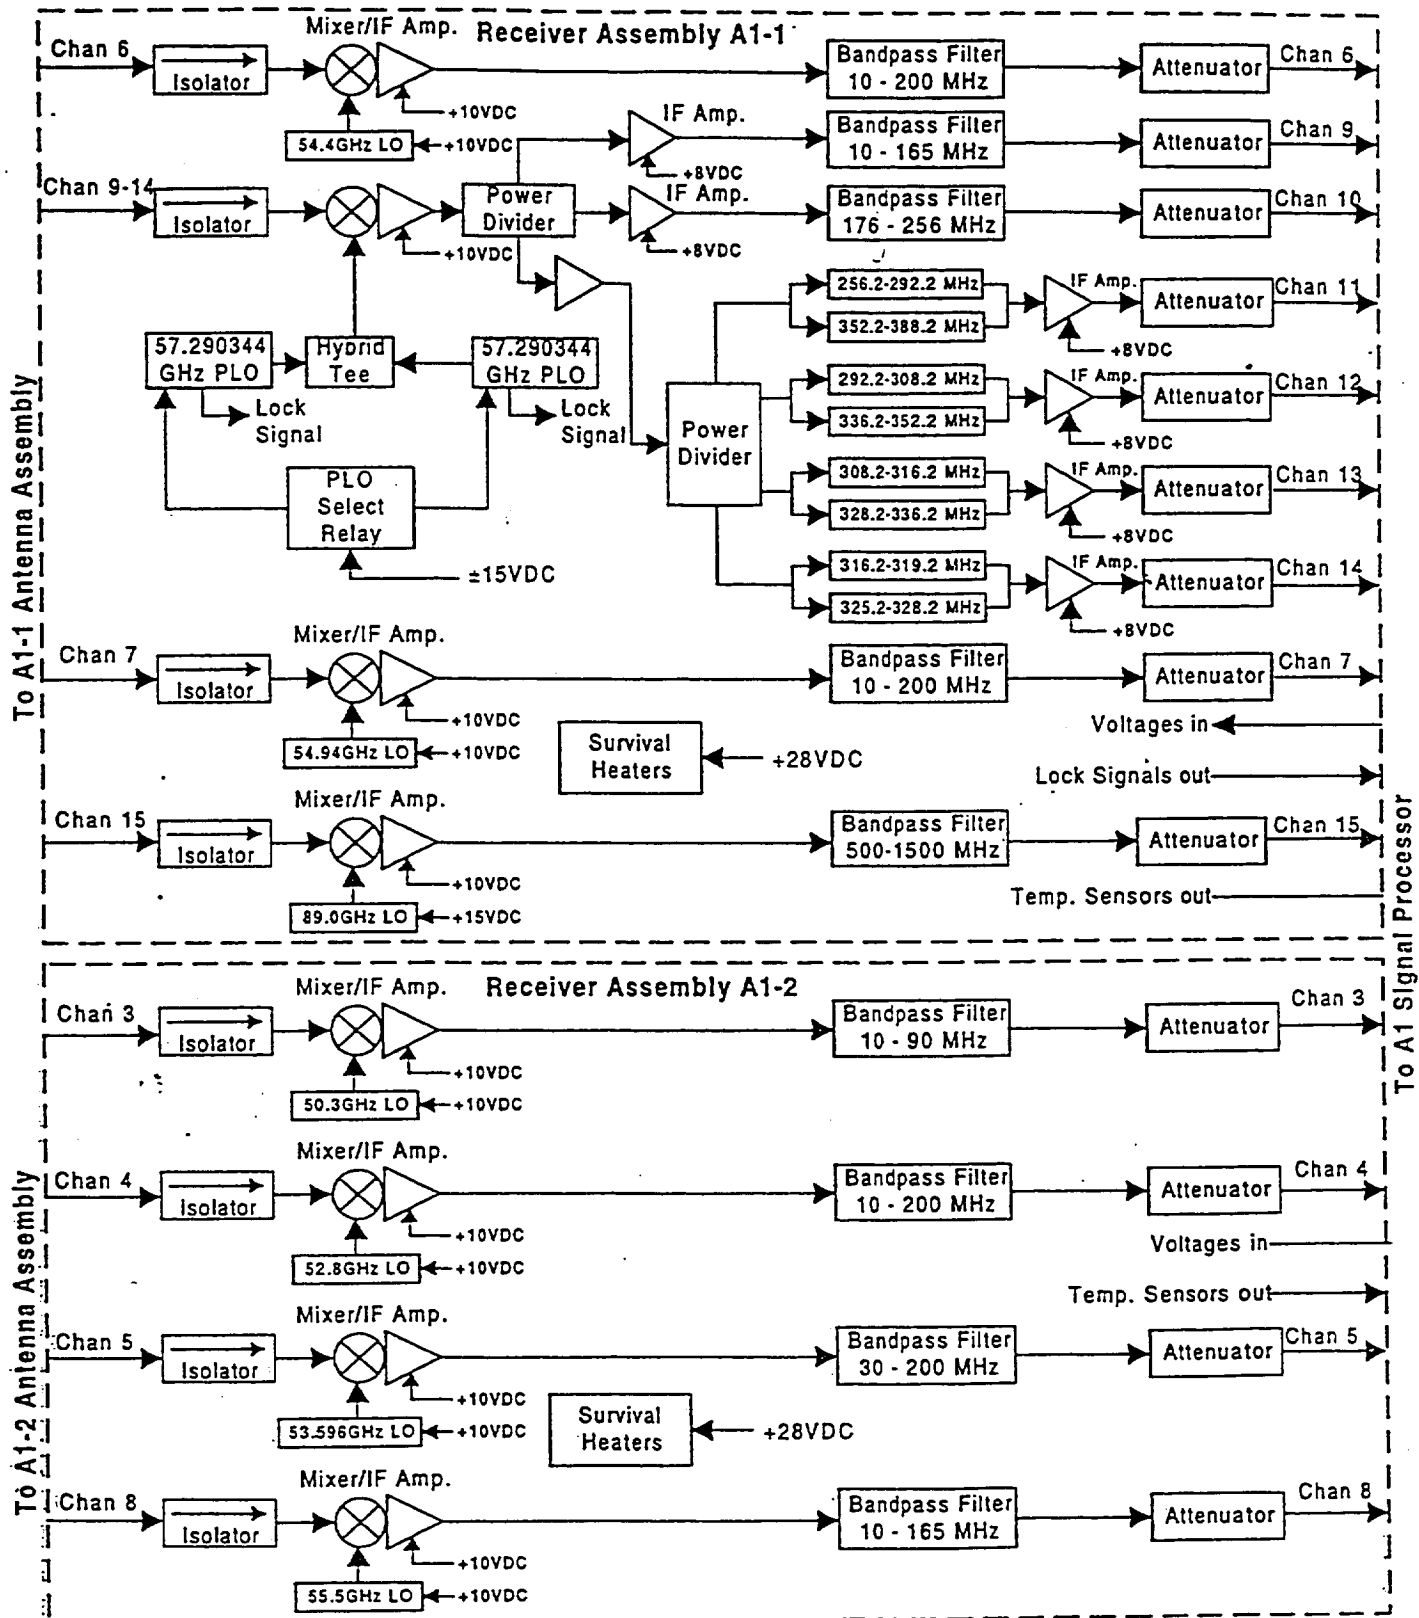 Mixer/IF Amp. Receiver Assembly A1-1
Chan 6
Isolator
+10VDC
54.4GHz LO
+10VDC
Bandpass Filter
10 - 200 MHz
Attenuator
Chan 6
IF Amp.
+8VDC
Bandpass Filter
10 - 165 MHz
Attenuator
Chan 9
Chan 9-14
Isolator
+10VDC
Power
Divider
IF Amp.
+8VDC
Bandpass Filter
176 - 256 MHz
Attenuator
Chan 10
256.2-292.2 MHz
352.2-388.2 MHz
IF Amp.
+8VDC
Attenuator
Chan 11
57.290344
GHz PLO
Hybrid
Tee
57.290344
GHz PLO
Lock
Signal
Lock
Signal
PLO
Select
Relay
±15VDC
Power
Divider
292.2-308.2 MHz
336.2-352.2 MHz
IF Amp.
+8VDC
Attenuator
Chan 12
308.2-316.2 MHz
328.2-336.2 MHz
IF Amp.
+8VDC
Attenuator
Chan 13
316.2-319.2 MHz
325.2-328.2 MHz
IF Amp.
+8VDC
Attenuator
Chan 14
To A1-1 Antenna Assembly
Mixer/IF Amp.
Chan 7
Isolator
+10VDC
54.94GHz LO
+10VDC
Bandpass Filter
10 - 200 MHz
Attenuator
Chan 7
Survival
Heaters
+28VDC
Voltages in
Lock Signals out
Mixer/IF Amp.
Chan 15
Isolator
+10VDC
89.0GHz LO
+15VDC
Bandpass Filter
500-1500 MHz
Attenuator
Chan 15
Temp. Sensors out
To A1 Signal Processor
Mixer/IF Amp. Receiver Assembly A1-2
Chan 3
Isolator
+10VDC
50.3GHz LO
+10VDC
Bandpass Filter
10 - 90 MHz
Attenuator
Chan 3
Mixer/IF Amp.
Chan 4
Isolator
+10VDC
52.8GHz LO
+10VDC
Bandpass Filter
10 - 200 MHz
Attenuator
Chan 4
Voltages in
Temp. Sensors out
To A1-2 Antenna Assembly
Mixer/IF Amp.
Chan 5
Isolator
+10VDC
53.596GHz LO
+10VDC
Bandpass Filter
30 - 200 MHz
Attenuator
Chan 5
Survival
Heaters
+28VDC
Mixer/IF Amp.
Chan 8
Isolator
+10VDC
55.5GHz LO
+10VDC
Bandpass Filter
10 - 165 MHz
Attenuator
Chan 8